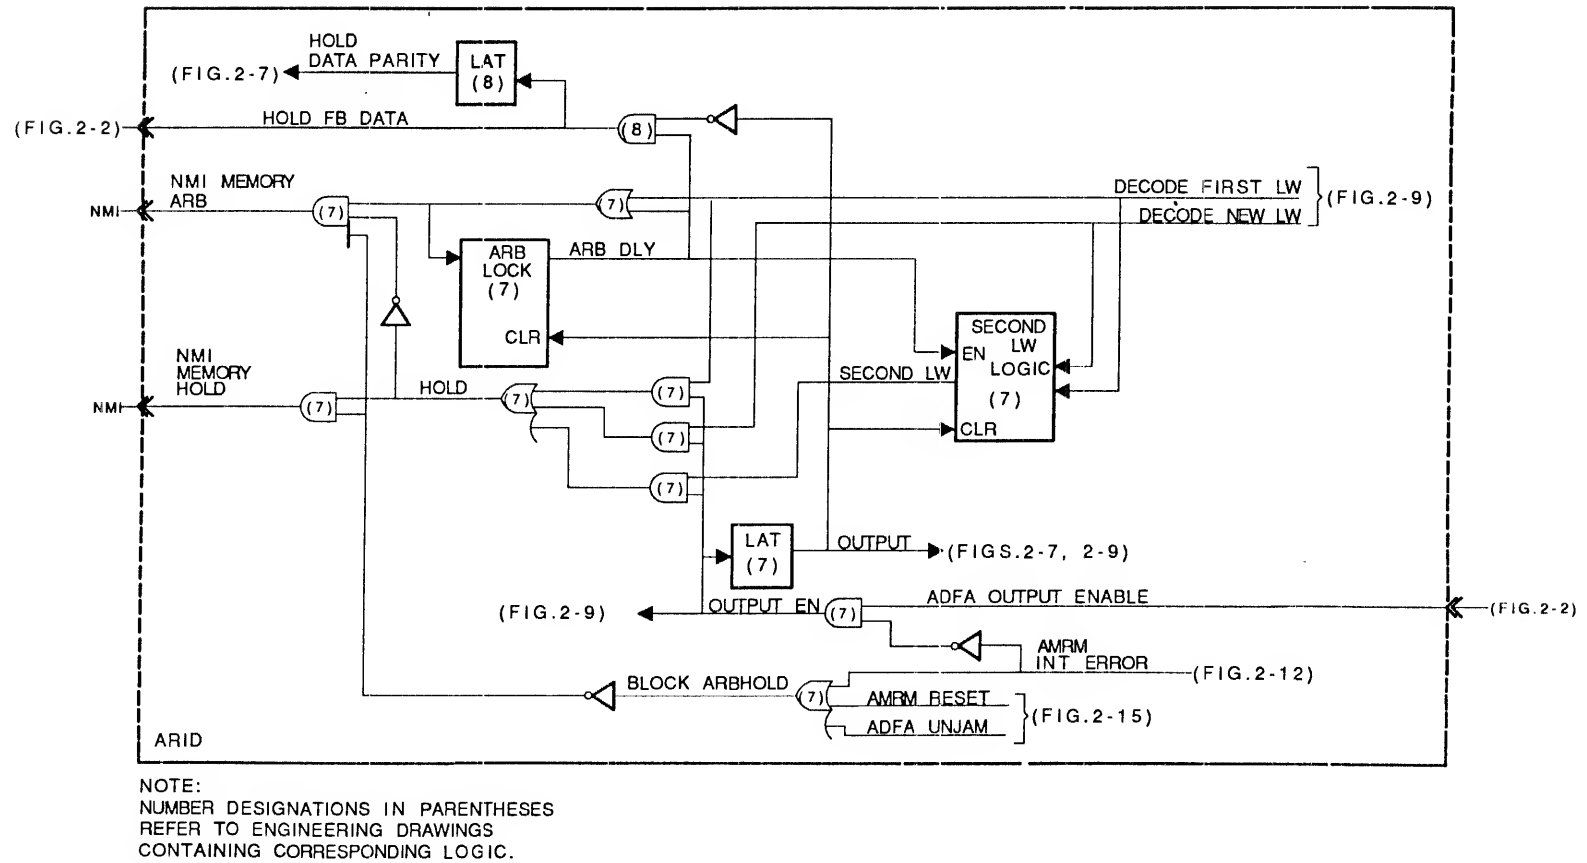 HOLD
DATA PARITY
(FIG.2-7)
LAT
(8)
(FIG.2-2)
HOLD FB DATA
(8)
NMI MEMORY
ARB
NMI
(7)
(7)
DECODE FIRST LW
(FIG.2-9)
DECODE NEW LW
ARB
LOCK
(7)
CLR
ARB DLY
SECOND
LW
LOGIC
(7)
EN
CLR
NMI
MEMORY
HOLD
NMI
(7)
HOLD
(7)
(7)
(7)
(7)
SECOND LW
LAT
(7)
OUTPUT
(FIGS.2-7, 2-9)
(FIG.2-9)
OUTPUT EN
(7)
ADFA OUTPUT ENABLE
(FIG.2-2)
AMRM
INT ERROR
(FIG.2-12)
BLOCK ARBHOLD
(7)
AMRM RESET
ADFA UNJAM
(FIG.2-15)
ARID
NOTE:
NUMBER DESIGNATIONS IN PARENTHESES
REFER TO ENGINEERING DRAWINGS
CONTAINING CORRESPONDING LOGIC.